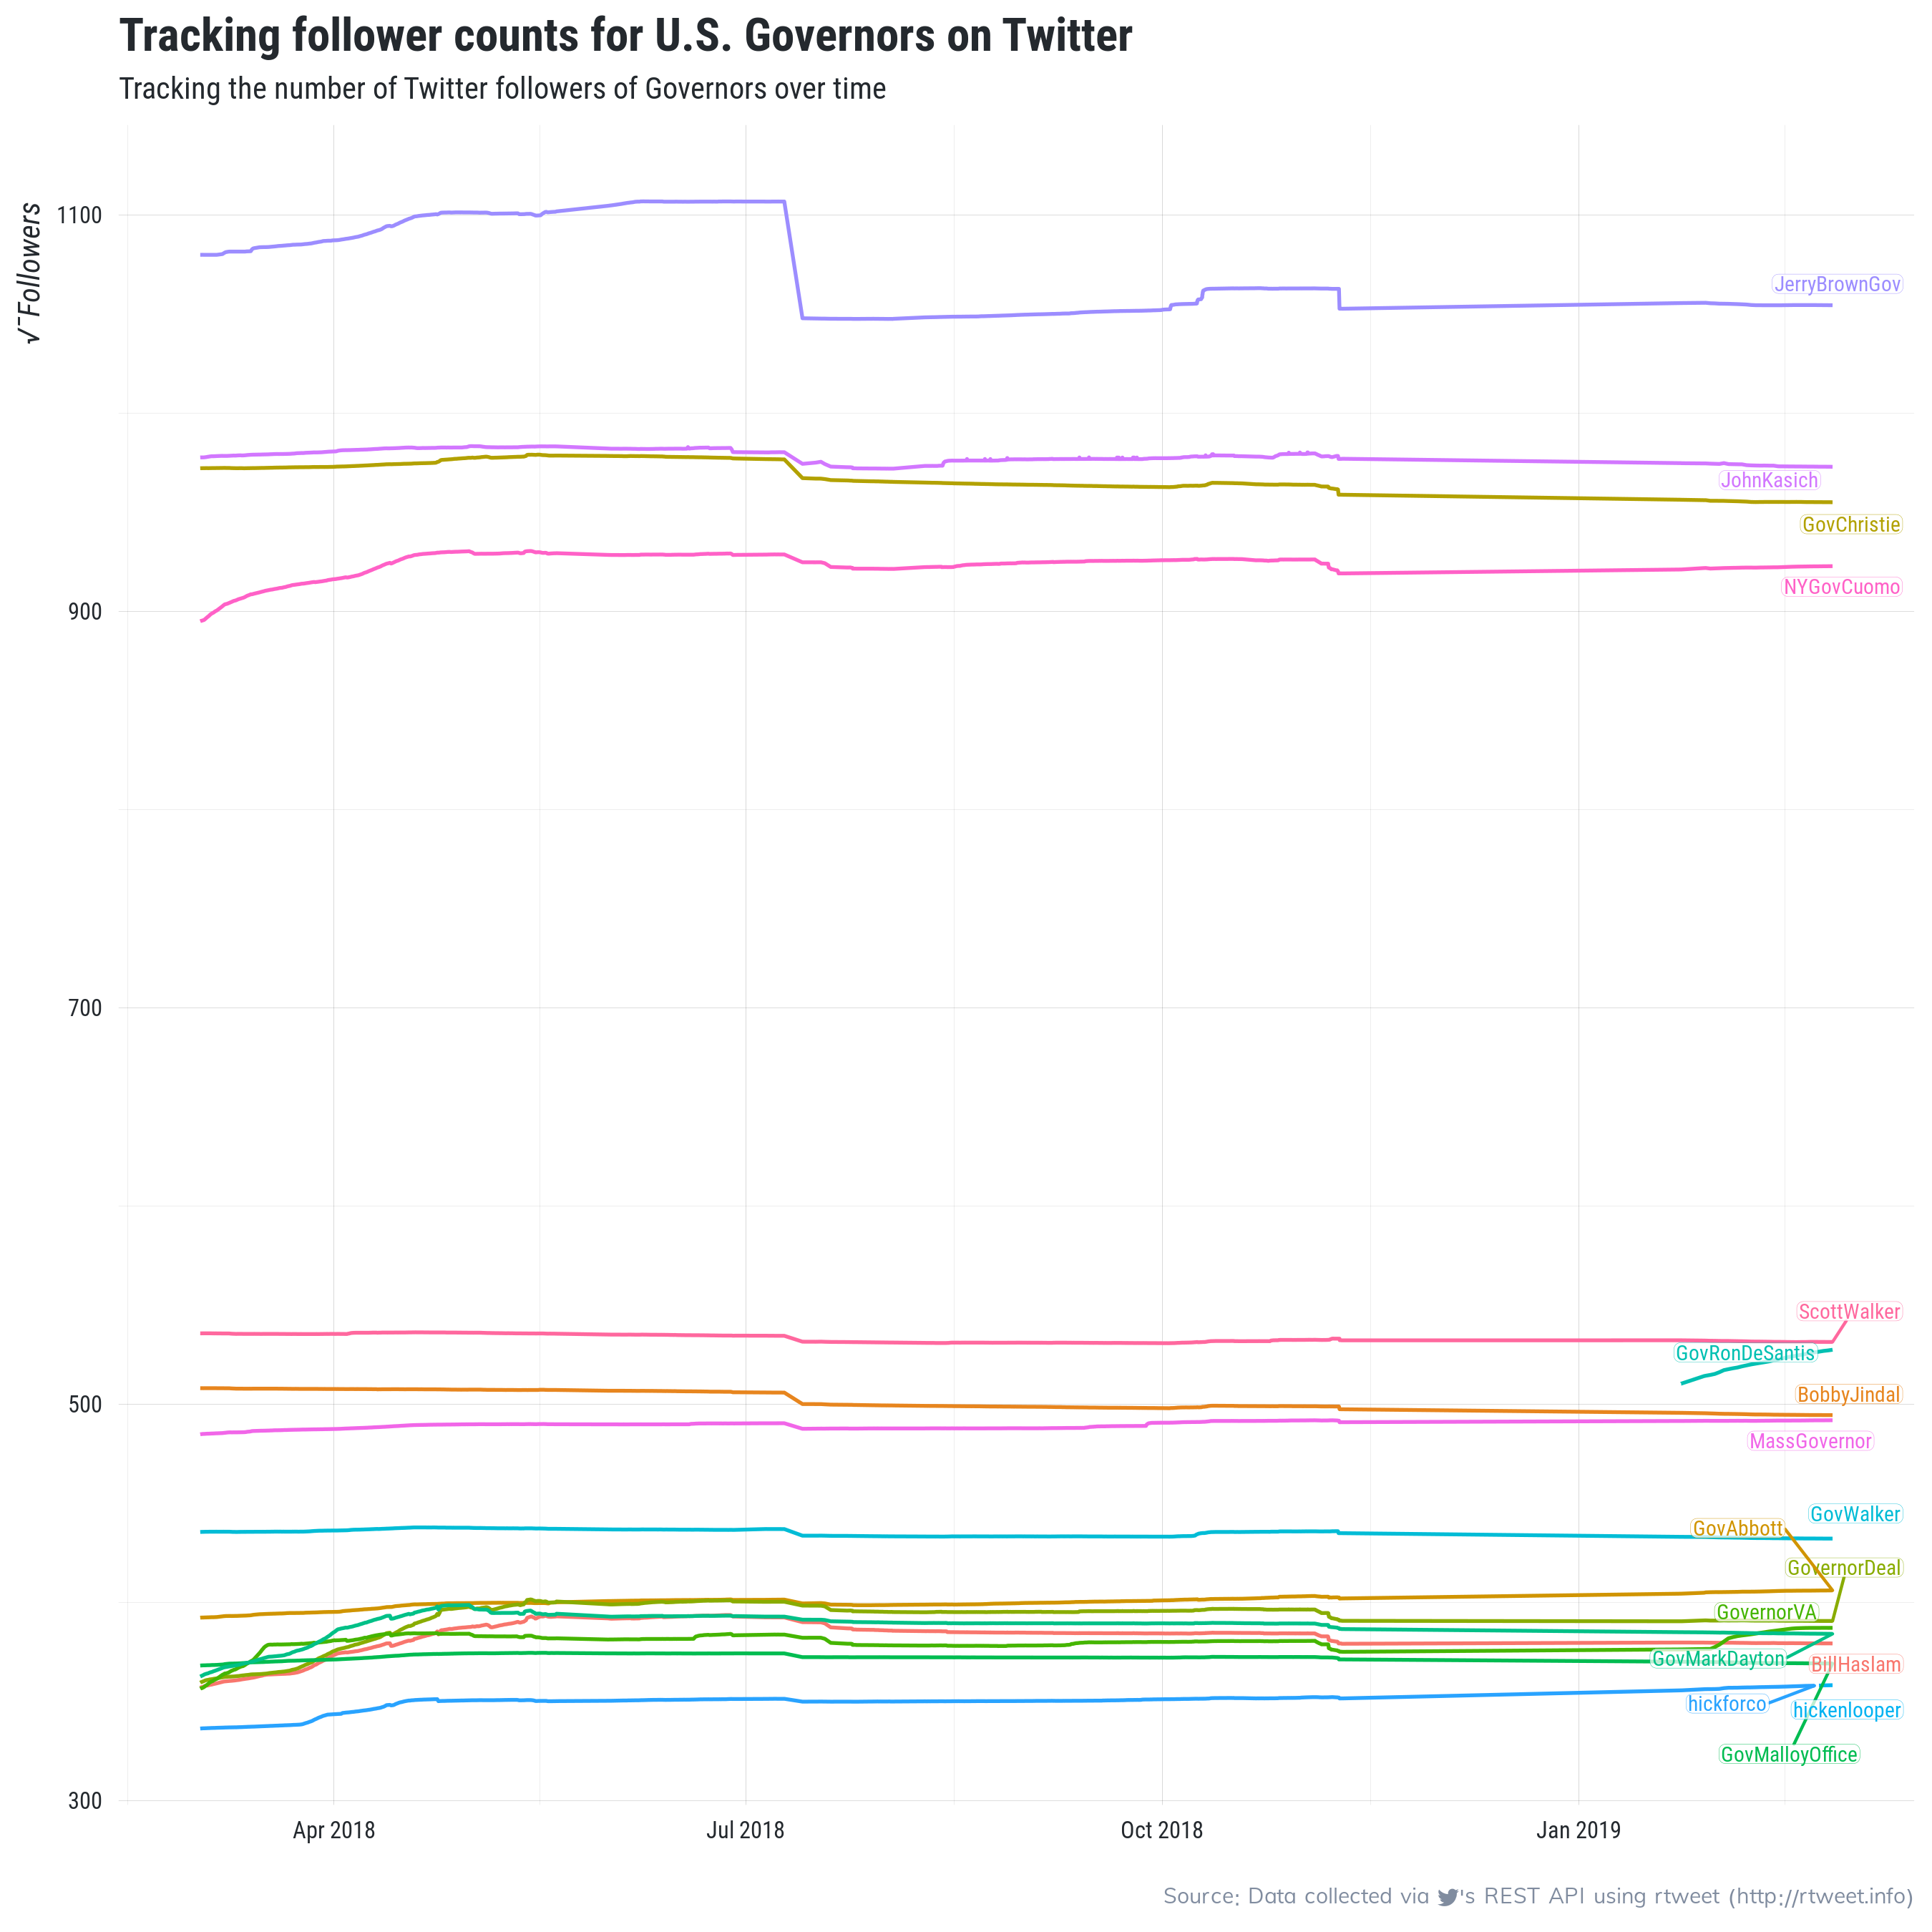 Tracking follower counts for U.S. Governors on Twitter
Tracking the number of Twitter followers of Governors over time
√‾Followers
1100
900
700
500
300
JerryBrownGov
JohnKasich
GovChristie
NYGovCuomo
ScottWalker
GovRonDeSantis
BobbyJindal
MassGovernor
GovWalker
GovAbbott
GovernorDeal
GovernorVA
GovMarkDayton
BillHaslam
hickforco
hickenlooper
GovMalloyOffice
Apr 2018
Jul 2018
Oct 2018
Jan 2019
Source: Data collected via 's REST API using rtweet (http://rtweet.info)